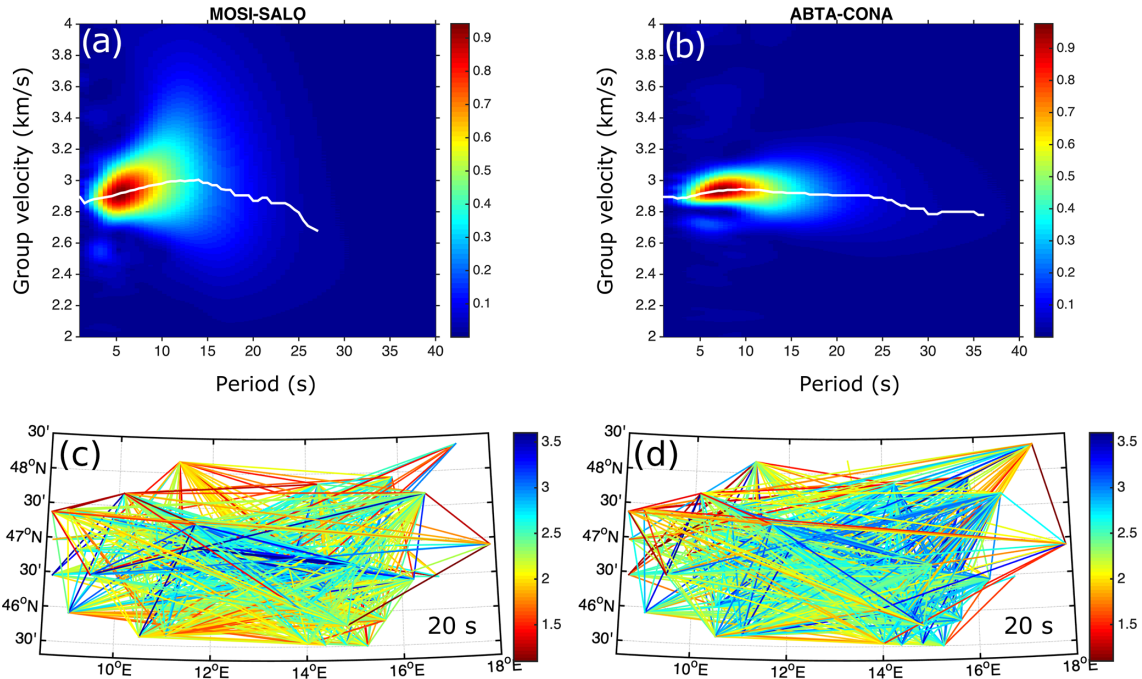 MOSI-SALO
ABTA-CONA
(a)
(b)
Group velocity (km/s)
4
3.8
3.6
3.4
3.2
3
2.8
2.6
2.4
2.2
2
5
10
15
20
25
30
35
40
Period (s)
0.9
0.8
0.7
0.6
0.5
0.4
0.3
0.2
0.1
Group velocity (km/s)
4
3.8
3.6
3.4
3.2
3
2.8
2.6
2.4
2.2
2
5
10
15
20
25
30
35
40
Period (s)
0.9
0.8
0.7
0.6
0.5
0.4
0.3
0.2
0.1
(c)
30'
48°N
30'
47°N
30'
46°N
30'
10°E
12°E
14°E
16°E
18°E
20 s
3.5
3
2.5
2
1.5
(d)
30'
48°N
30'
47°N
30'
46°N
30'
10°E
12°E
14°E
16°E
18°E
20 s
3.5
3
2.5
2
1.5